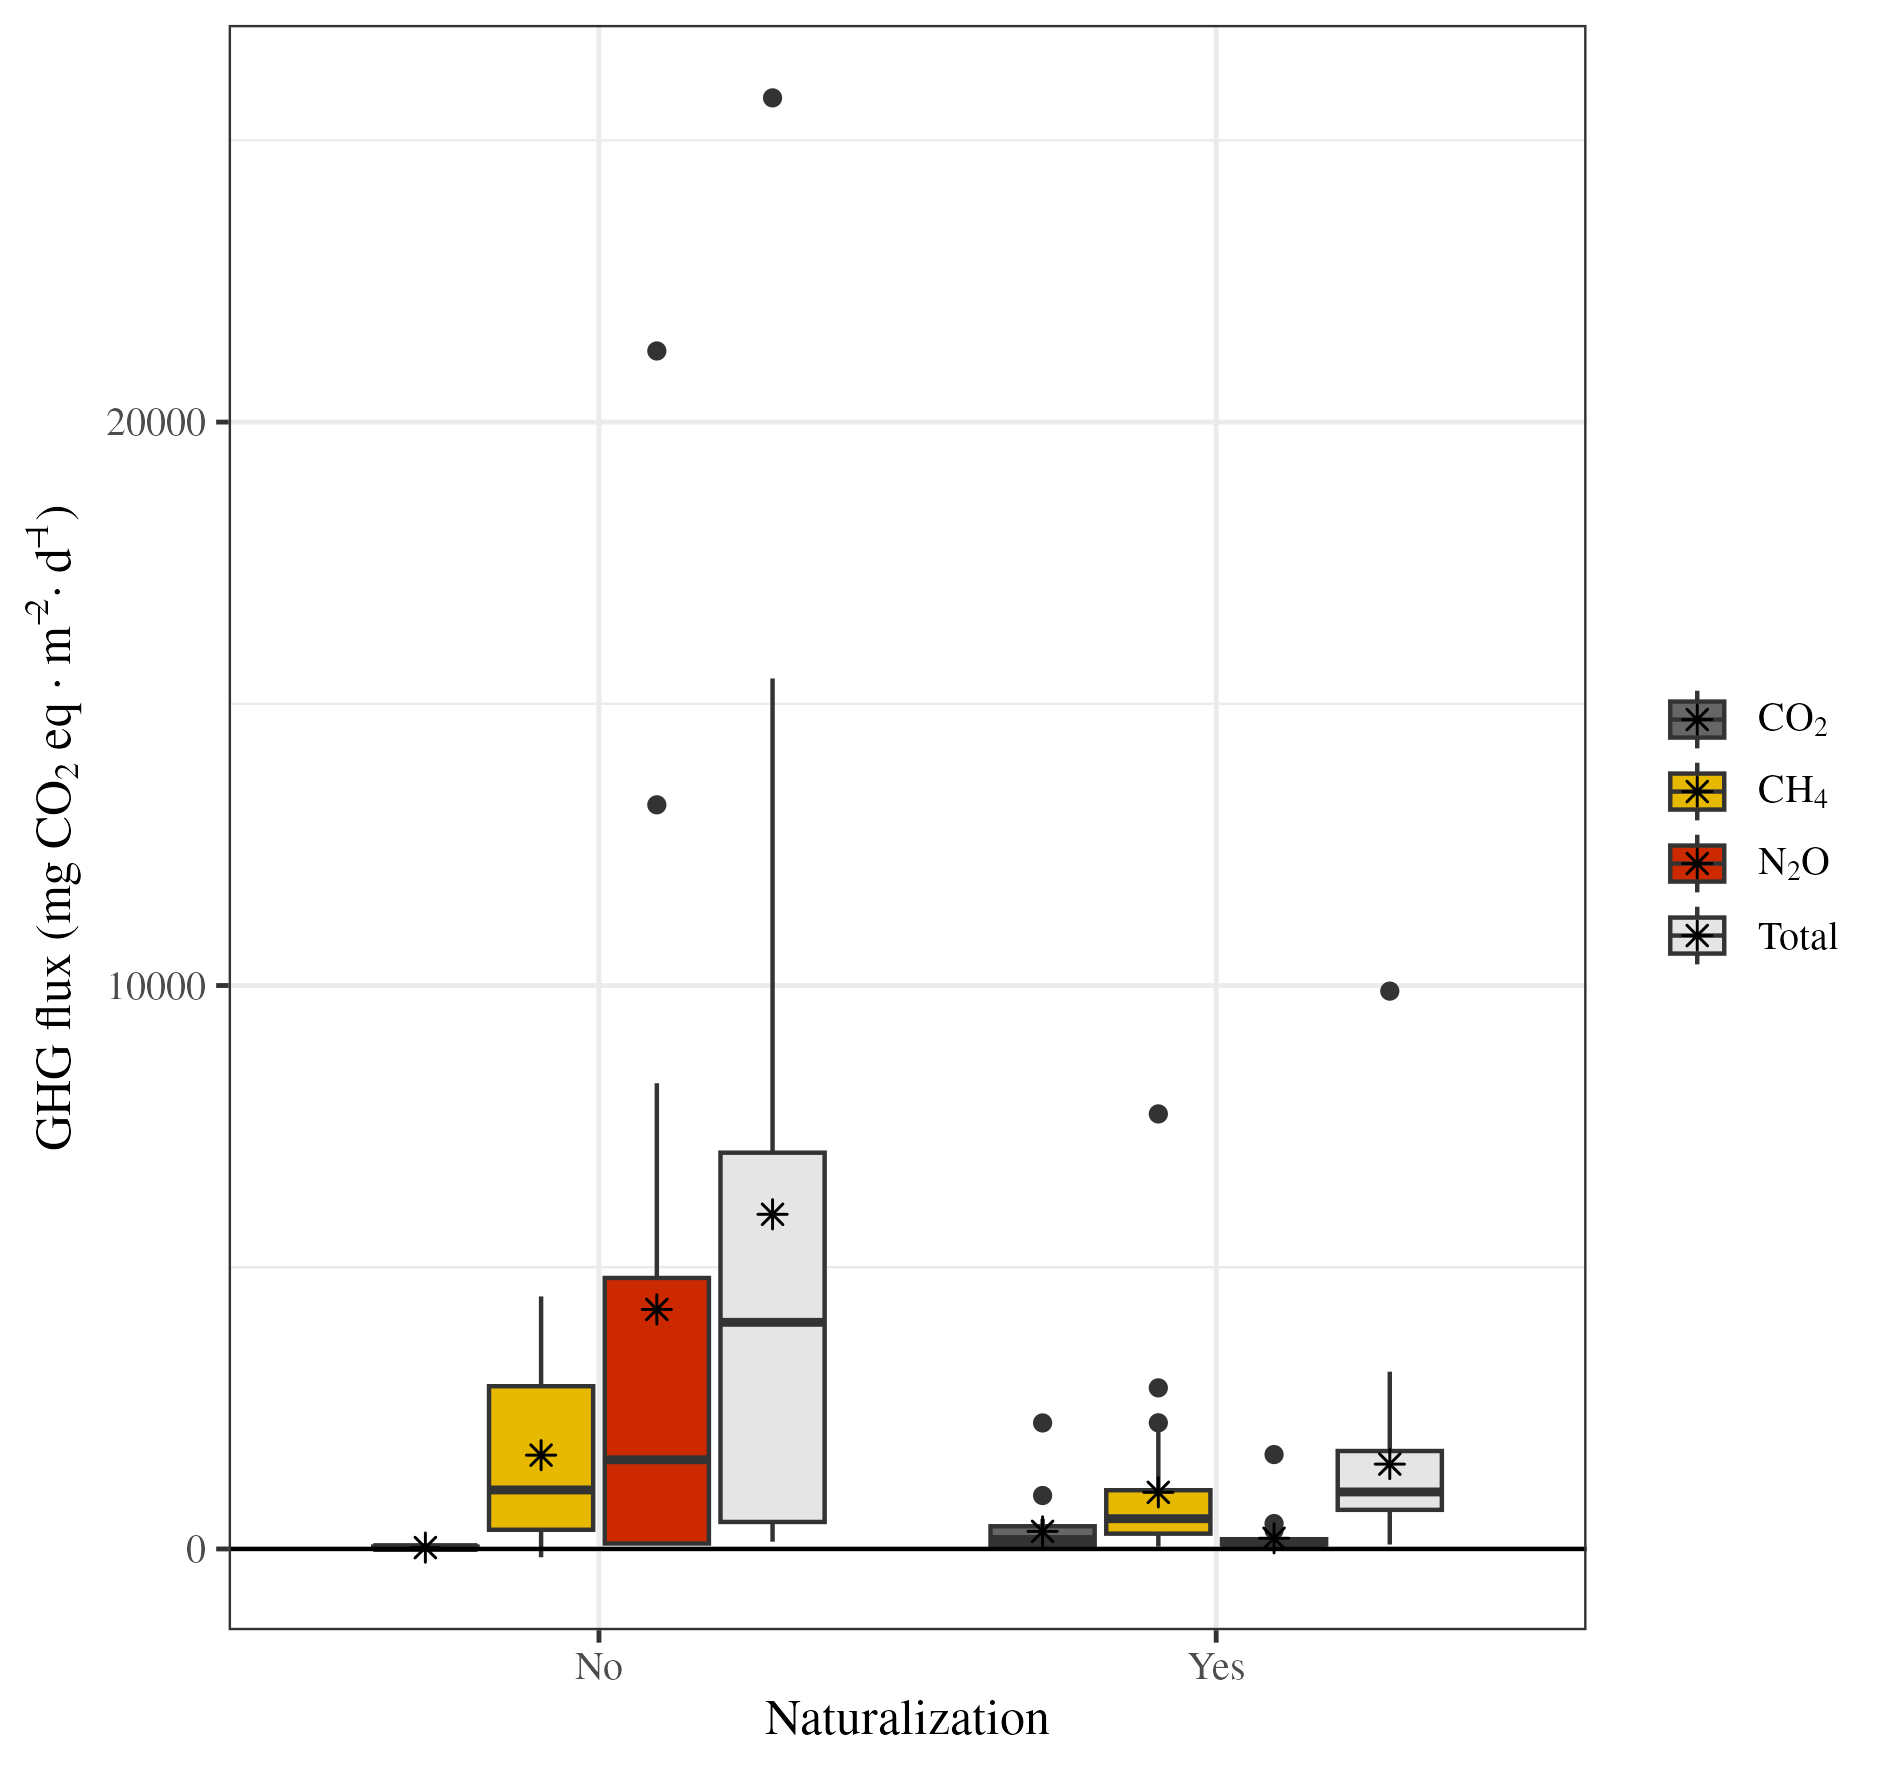 GHG flux (mg CO₂ eq · m⁻²· d⁻¹)
20000
10000
0
No
Yes
Naturalization
CO₂
CH₄
N₂O
Total